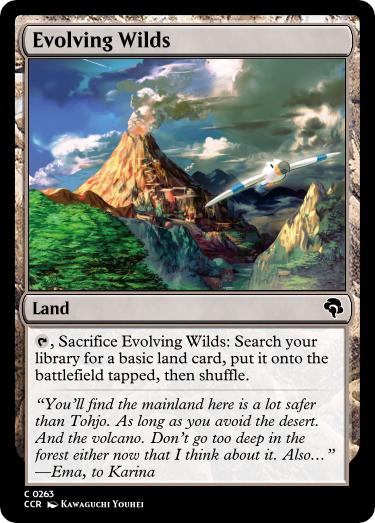 Evolving Wilds
Land
, Sacrifice Evolving Wilds: Search your
library for a basic land card, put it onto the
battlefield tapped, then shuffle.
“You’ll find the mainland here is a lot safer
than Tohjo. As long as you avoid the desert.
And the volcano. Don’t go too deep in the
forest either now that I think about it. Also…”
—Ema, to Karina
C 0263
CCR Kawaguchi Youhei